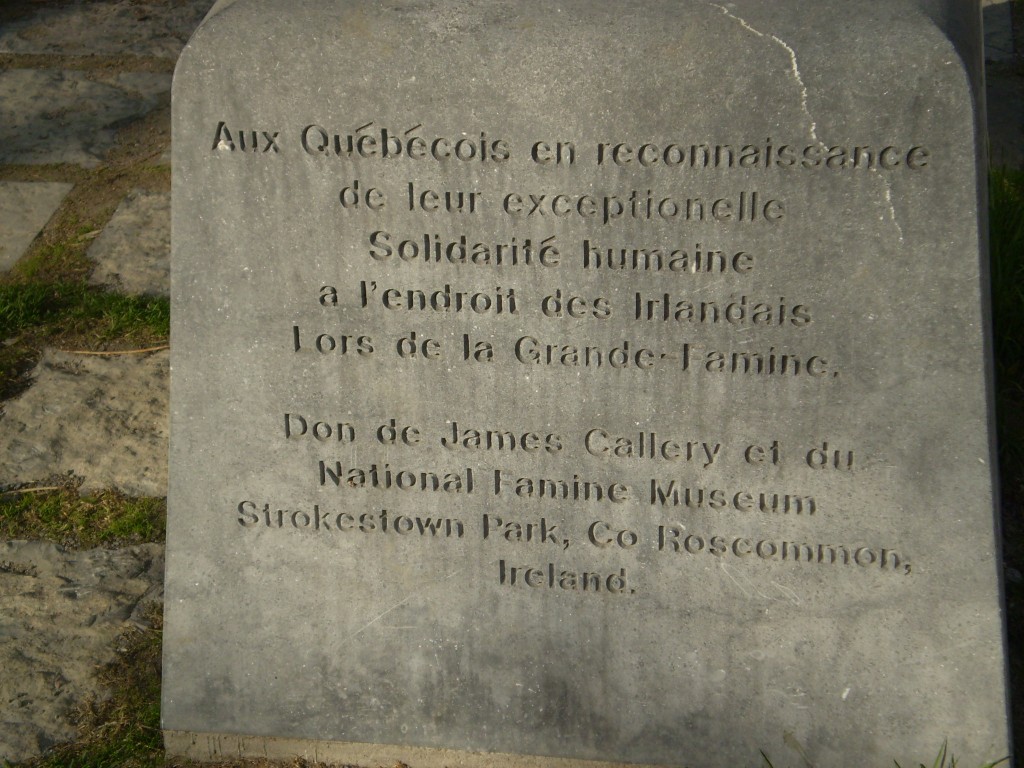 Aux Québécois en reconnaissance
de leur exceptionelle
Solidarité humaine
a l'endroit des Irlandais
Lors de la Grande-Famine.
Don de James Callery et du
National Famine Museum
Strokestown Park, Co Roscommon,
Ireland.